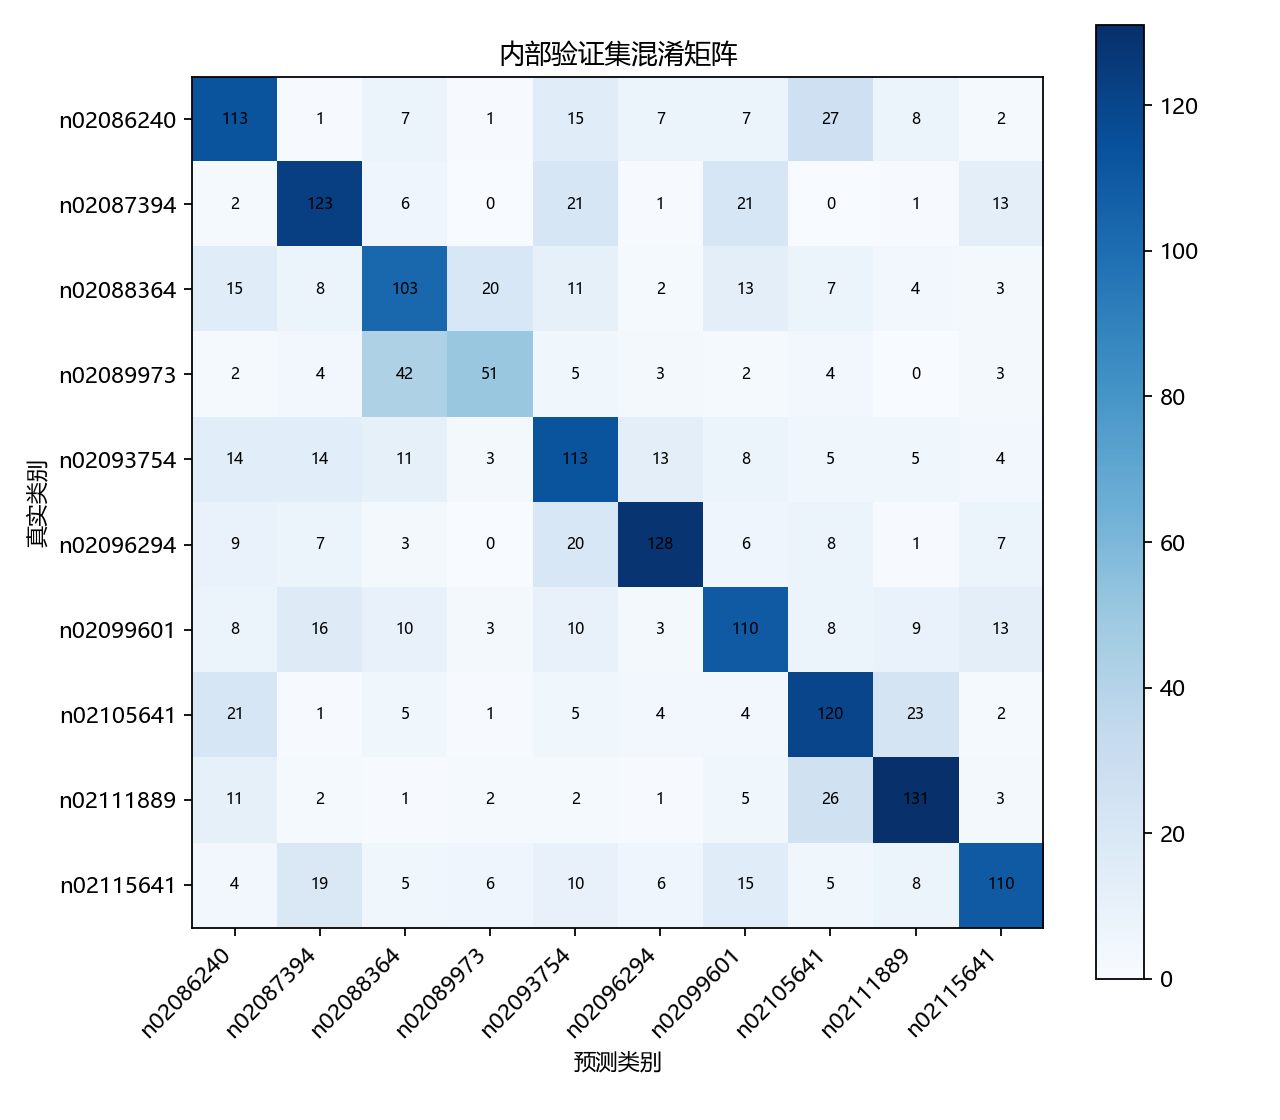 内部验证集混淆矩阵
真实类别
n02086240 113 1 7 1 15 7 7 27 8 2
n02087394 2 123 6 0 21 1 21 0 1 13
n02088364 15 8 103 20 11 2 13 7 4 3
n02089973 2 4 42 51 5 3 2 4 0 3
n02093754 14 14 11 3 113 13 8 5 5 4
n02096294 9 7 3 0 20 128 6 8 1 7
n02099601 8 16 10 3 10 3 110 8 9 13
n02105641 21 1 5 1 5 4 4 120 23 2
n02111889 11 2 1 2 2 1 5 26 131 3
n02115641 4 19 5 6 10 6 15 5 8 110
n02086240 n02087394 n02088364 n02089973 n02093754 n02096294 n02099601 n02105641 n02111889 n02115641
预测类别
120
100
80
60
40
20
0